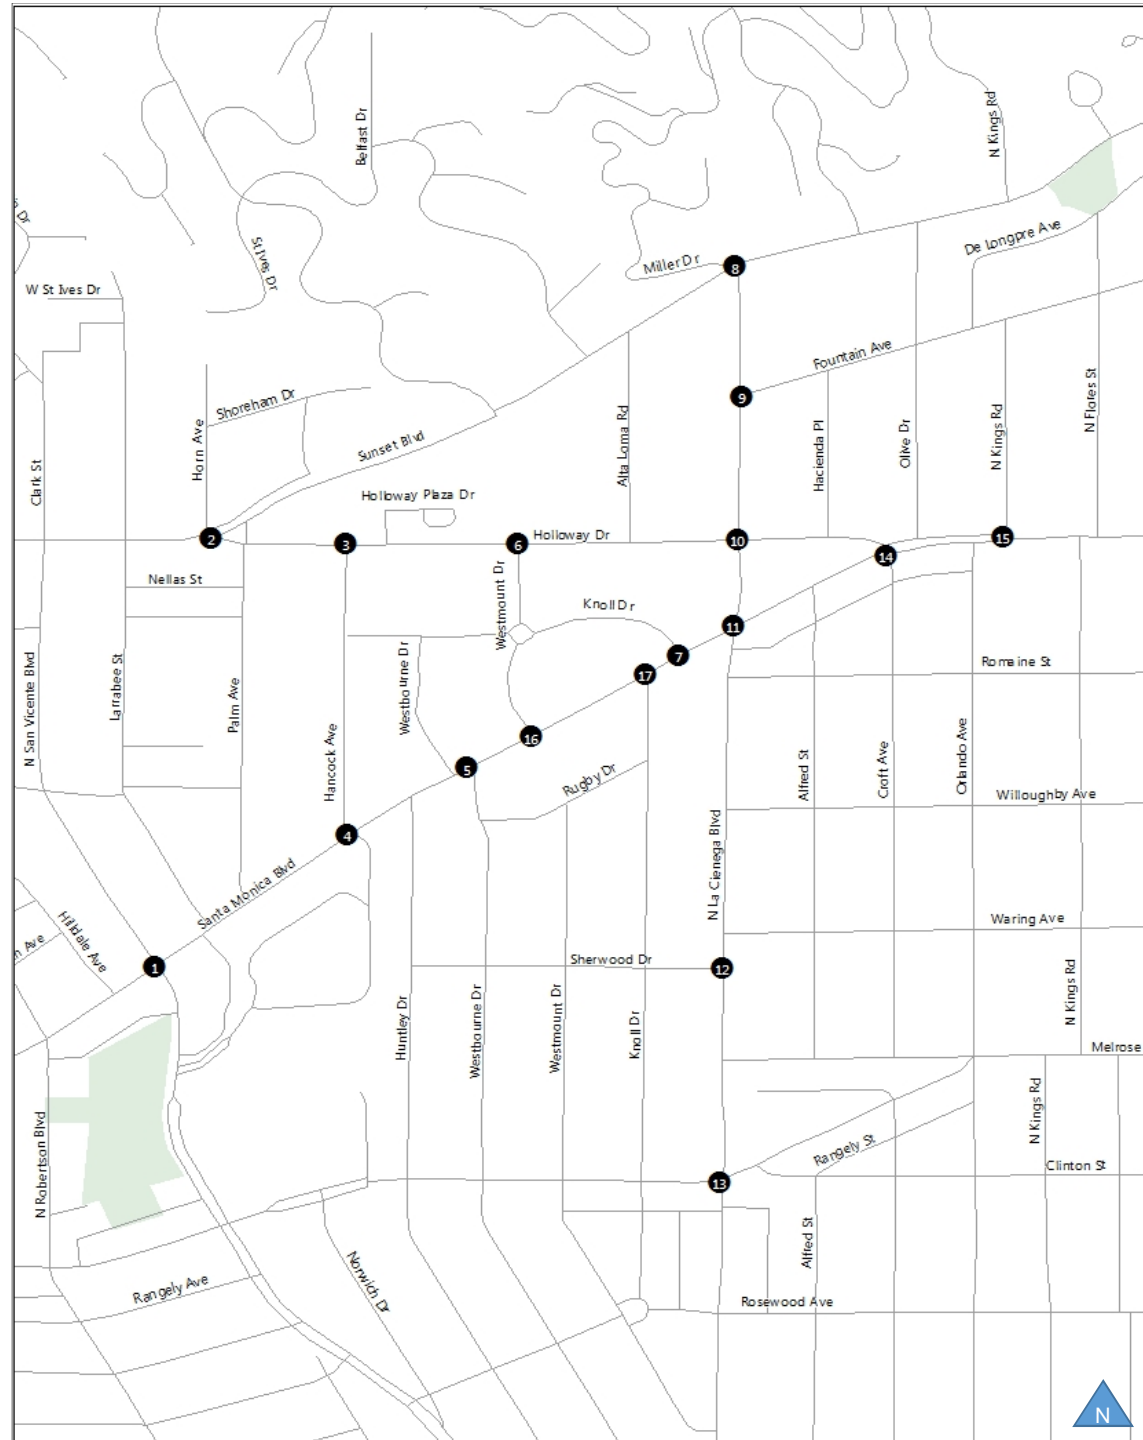 Belfast Dr
N Kings Rd
Dr
St Ives Dr
De Longpre Ave
Miller Dr
8
W St Ives Dr
Fountain Ave
9
Shoreham Dr
Horn Ave
Sunset Blvd
Alta Loma Rd
Hacienda Pl
Olive Dr
N Kings Rd
N Flores St
Clark St
Holloway Plaza Dr
2
3
6
Holloway Dr
10
14
15
Nellas St
Westmount Dr
Knoll Dr
11
7
17
Romaine St
N San Vicente Blvd
Larrabee St
Palm Ave
Westbourne Dr
Hancock Ave
16
5
Rugby Dr
Alfred St
Croft Ave
Orlando Ave
Willoughby Ave
4
Santa Monica Blvd
N La Cienega Blvd
Waring Ave
Hilldale Ave
n Ave
1
Sherwood Dr
12
N Kings Rd
Huntley Dr
Westbourne Dr
Westmount Dr
Knoll Dr
Melrose
N Kings Rd
N Robertson Blvd
Rangely St
Clinton St
13
Alfred St
Norwich Dr
Rangely Ave
Rosewood Ave
N